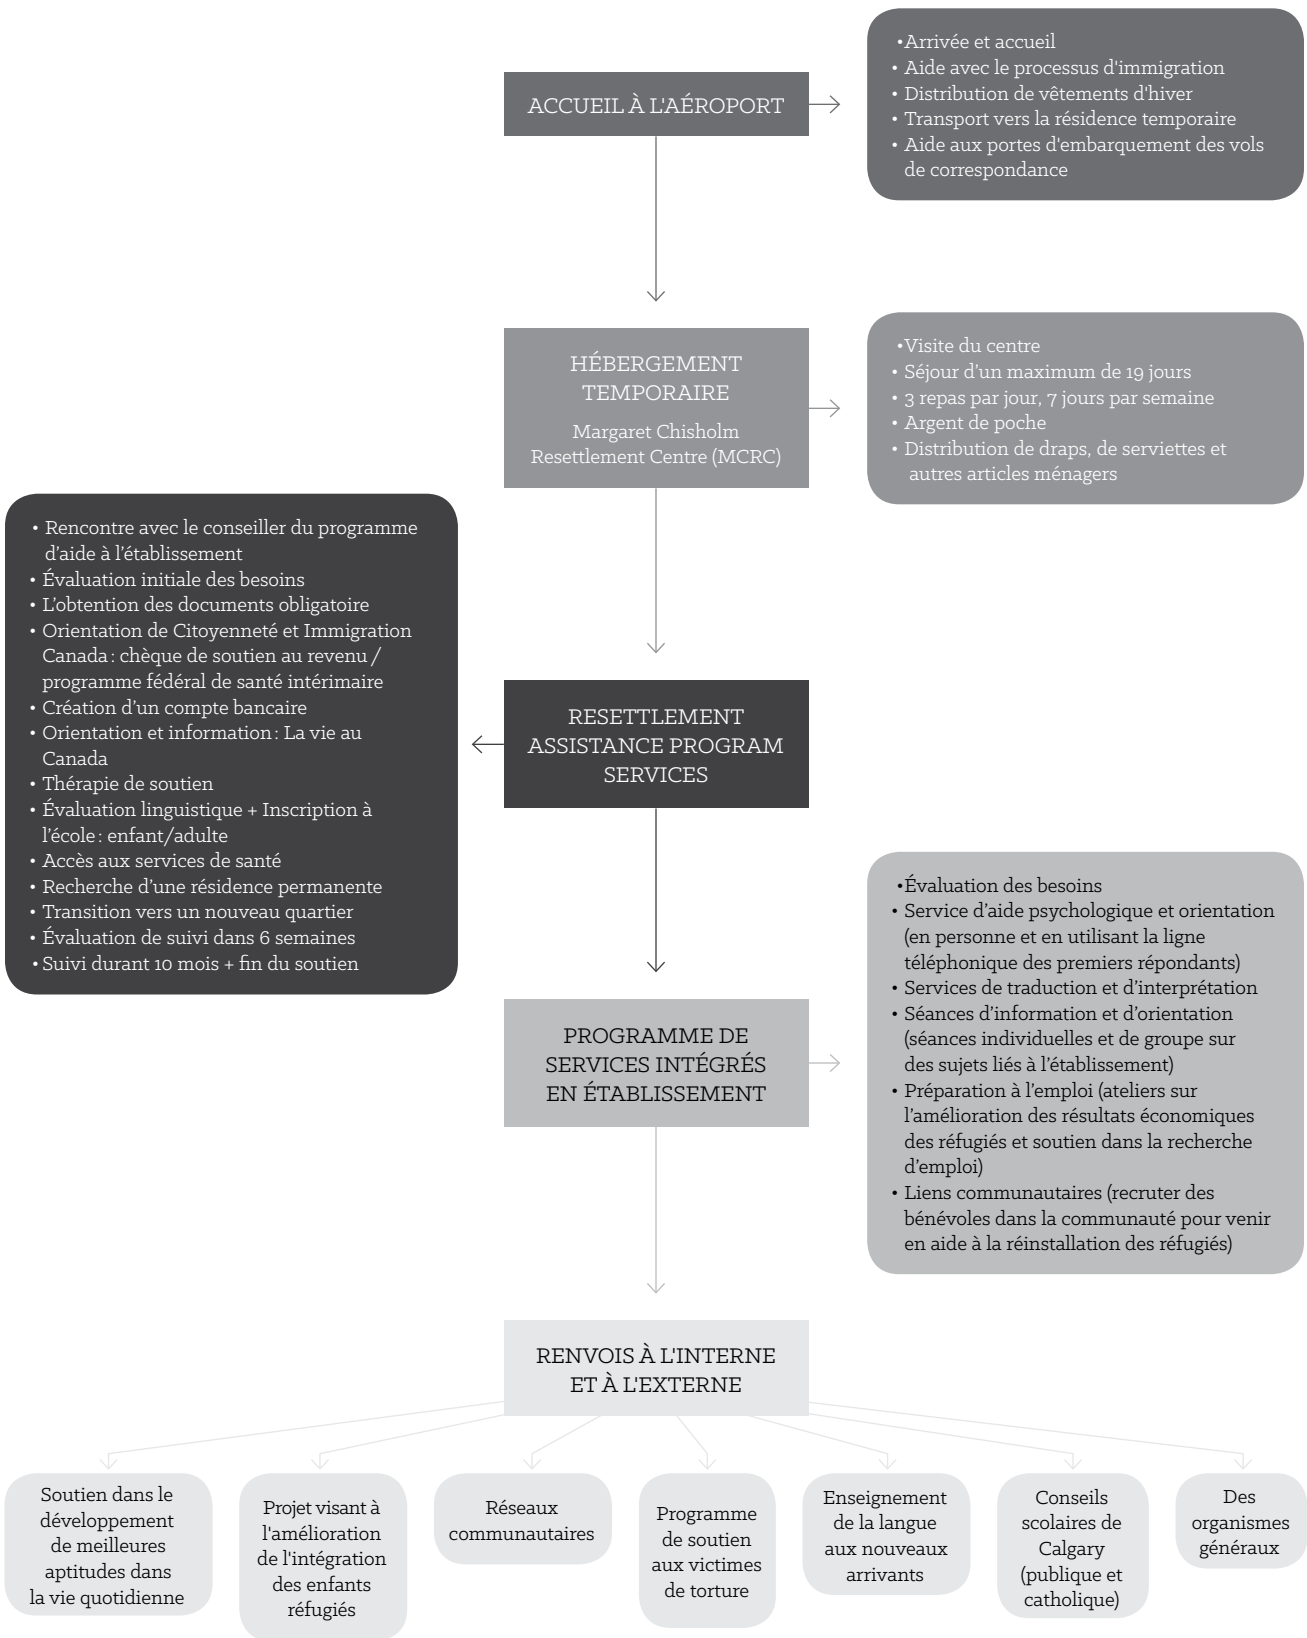 ACCUEIL À L'AÉROPORT
•Arrivée et accueil
• Aide avec le processus d'immigration
• Distribution de vêtements d'hiver
• Transport vers la résidence temporaire
• Aide aux portes d'embarquement des vols
de correspondance
HÉBERGEMENT
TEMPORAIRE
Margaret Chisholm
Resettlement Centre (MCRC)
•Visite du centre
• Séjour d’un maximum de 19 jours
• 3 repas par jour, 7 jours par semaine
• Argent de poche
• Distribution de draps, de serviettes et
autres articles ménagers
RESETTLEMENT
ASSISTANCE PROGRAM
SERVICES
• Rencontre avec le conseiller du programme
d’aide à l’établissement
• Évaluation initiale des besoins
• L’obtention des documents obligatoire
• Orientation de Citoyenneté et Immigration
Canada : chèque de soutien au revenu /
programme fédéral de santé intérimaire
• Création d’un compte bancaire
• Orientation et information : La vie au
Canada
• Thérapie de soutien
• Évaluation linguistique + Inscription à
l’école : enfant/adulte
• Accès aux services de santé
• Recherche d’une résidence permanente
• Transition vers un nouveau quartier
• Évaluation de suivi dans 6 semaines
• Suivi durant 10 mois + fin du soutien
PROGRAMME DE
SERVICES INTÉGRÉS
EN ÉTABLISSEMENT
•Évaluation des besoins
• Service d’aide psychologique et orientation
(en personne et en utilisant la ligne
téléphonique des premiers répondants)
• Services de traduction et d’interprétation
• Séances d’information et d’orientation
(séances individuelles et de groupe sur
des sujets liés à l’établissement)
• Préparation à l’emploi (ateliers sur
l’amélioration des résultats économiques
des réfugiés et soutien dans la recherche
d’emploi)
• Liens communautaires (recruter des
bénévoles dans la communauté pour venir
en aide à la réinstallation des réfugiés)
RENVOIS À L'INTERNE
ET À L'EXTERNE
Soutien dans le
développement
de meilleures
aptitudes dans
la vie quotidienne
Projet visant à
l'amélioration
de l'intégration
des enfants
réfugiés
Réseaux
communautaires
Programme
de soutien
aux victimes
de torture
Enseignement
de la langue
aux nouveaux
arrivants
Conseils
scolaires de
Calgary
(publique et
catholique)
Des
organismes
généraux